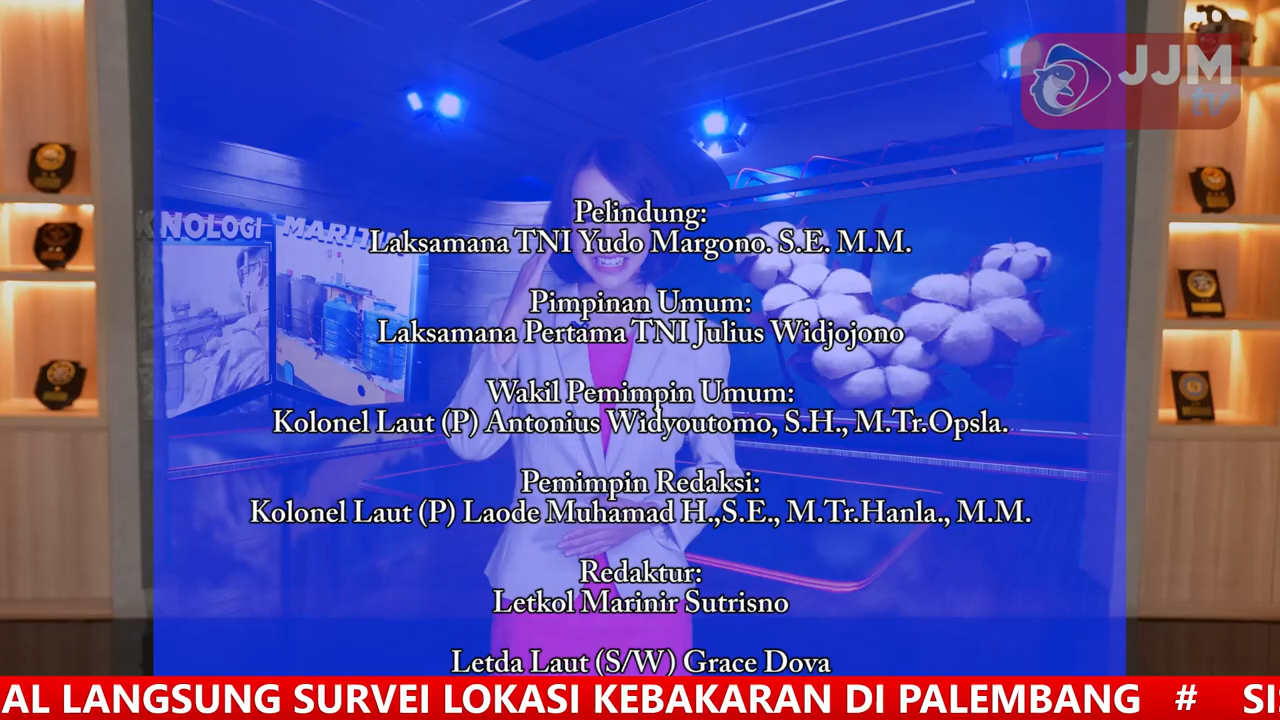 JJM
tv
KNOLOGI
Pelindung:
Laksamana TNI Yudo Margono. S.E. M.M.
Pimpinan Umum:
Laksamana Pertama TNI Julius Widjojono
Wakil Pemimpin Umum:
Kolonel Laut (P) Antonius Widyoutomo, S.H., M.Tr.Opsla.
Pemimpin Redaksi:
Kolonel Laut (P) Laode Muhamad H.,S.E., M.Tr.Hanla., M.M.
Redaktur:
Letkol Marinir Sutrisno
Letda Laut (S/W) Grace Dova
AL LANGSUNG SURVEI LOKASI KEBAKARAN DI PALEMBANG # SIS